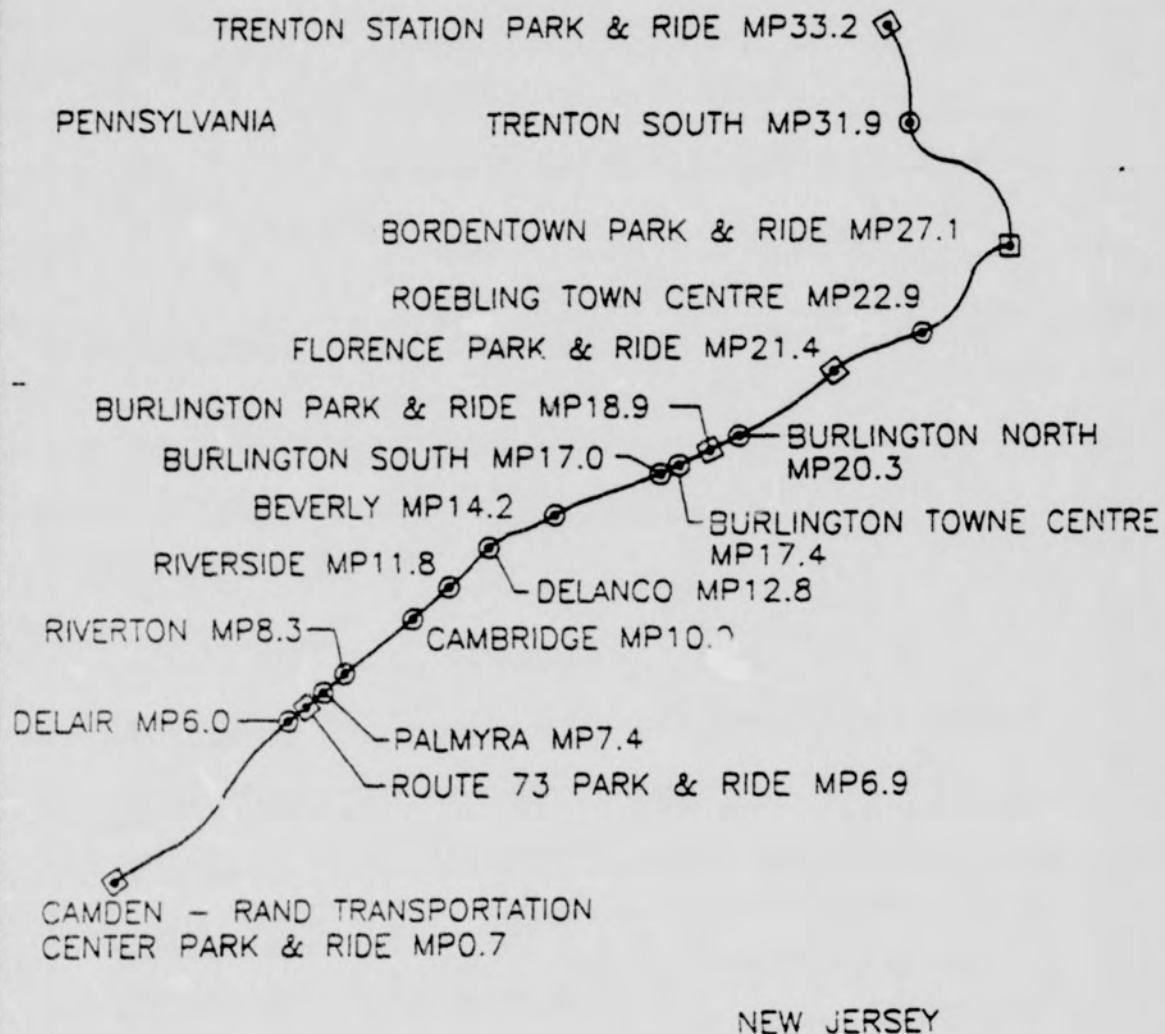 TRENTON STATION PARK & RIDE MP33.2
PENNSYLVANIA
TRENTON SOUTH MP31.9
BORDENTOWN PARK & RIDE MP27.1
ROEBLING TOWN CENTRE MP22.9
FLORENCE PARK & RIDE MP21.4
BURLINGTON PARK & RIDE MP18.9
BURLINGTON NORTH
MP20.3
BURLINGTON SOUTH MP17.0
BEVERLY MP14.2
BURLINGTON TOWNE CENTRE
MP17.4
RIVERSIDE MP11.8
DELANCO MP12.8
RIVERTON MP8.3
CAMBRIDGE
DELAIR MP6.0
PALMYRA MP7.4
ROUTE 73 PARK & RIDE MP6.9
CAMDEN - RAND TRANSPORTATION
CENTER PARK & RIDE MP0.7
NEW JERSEY